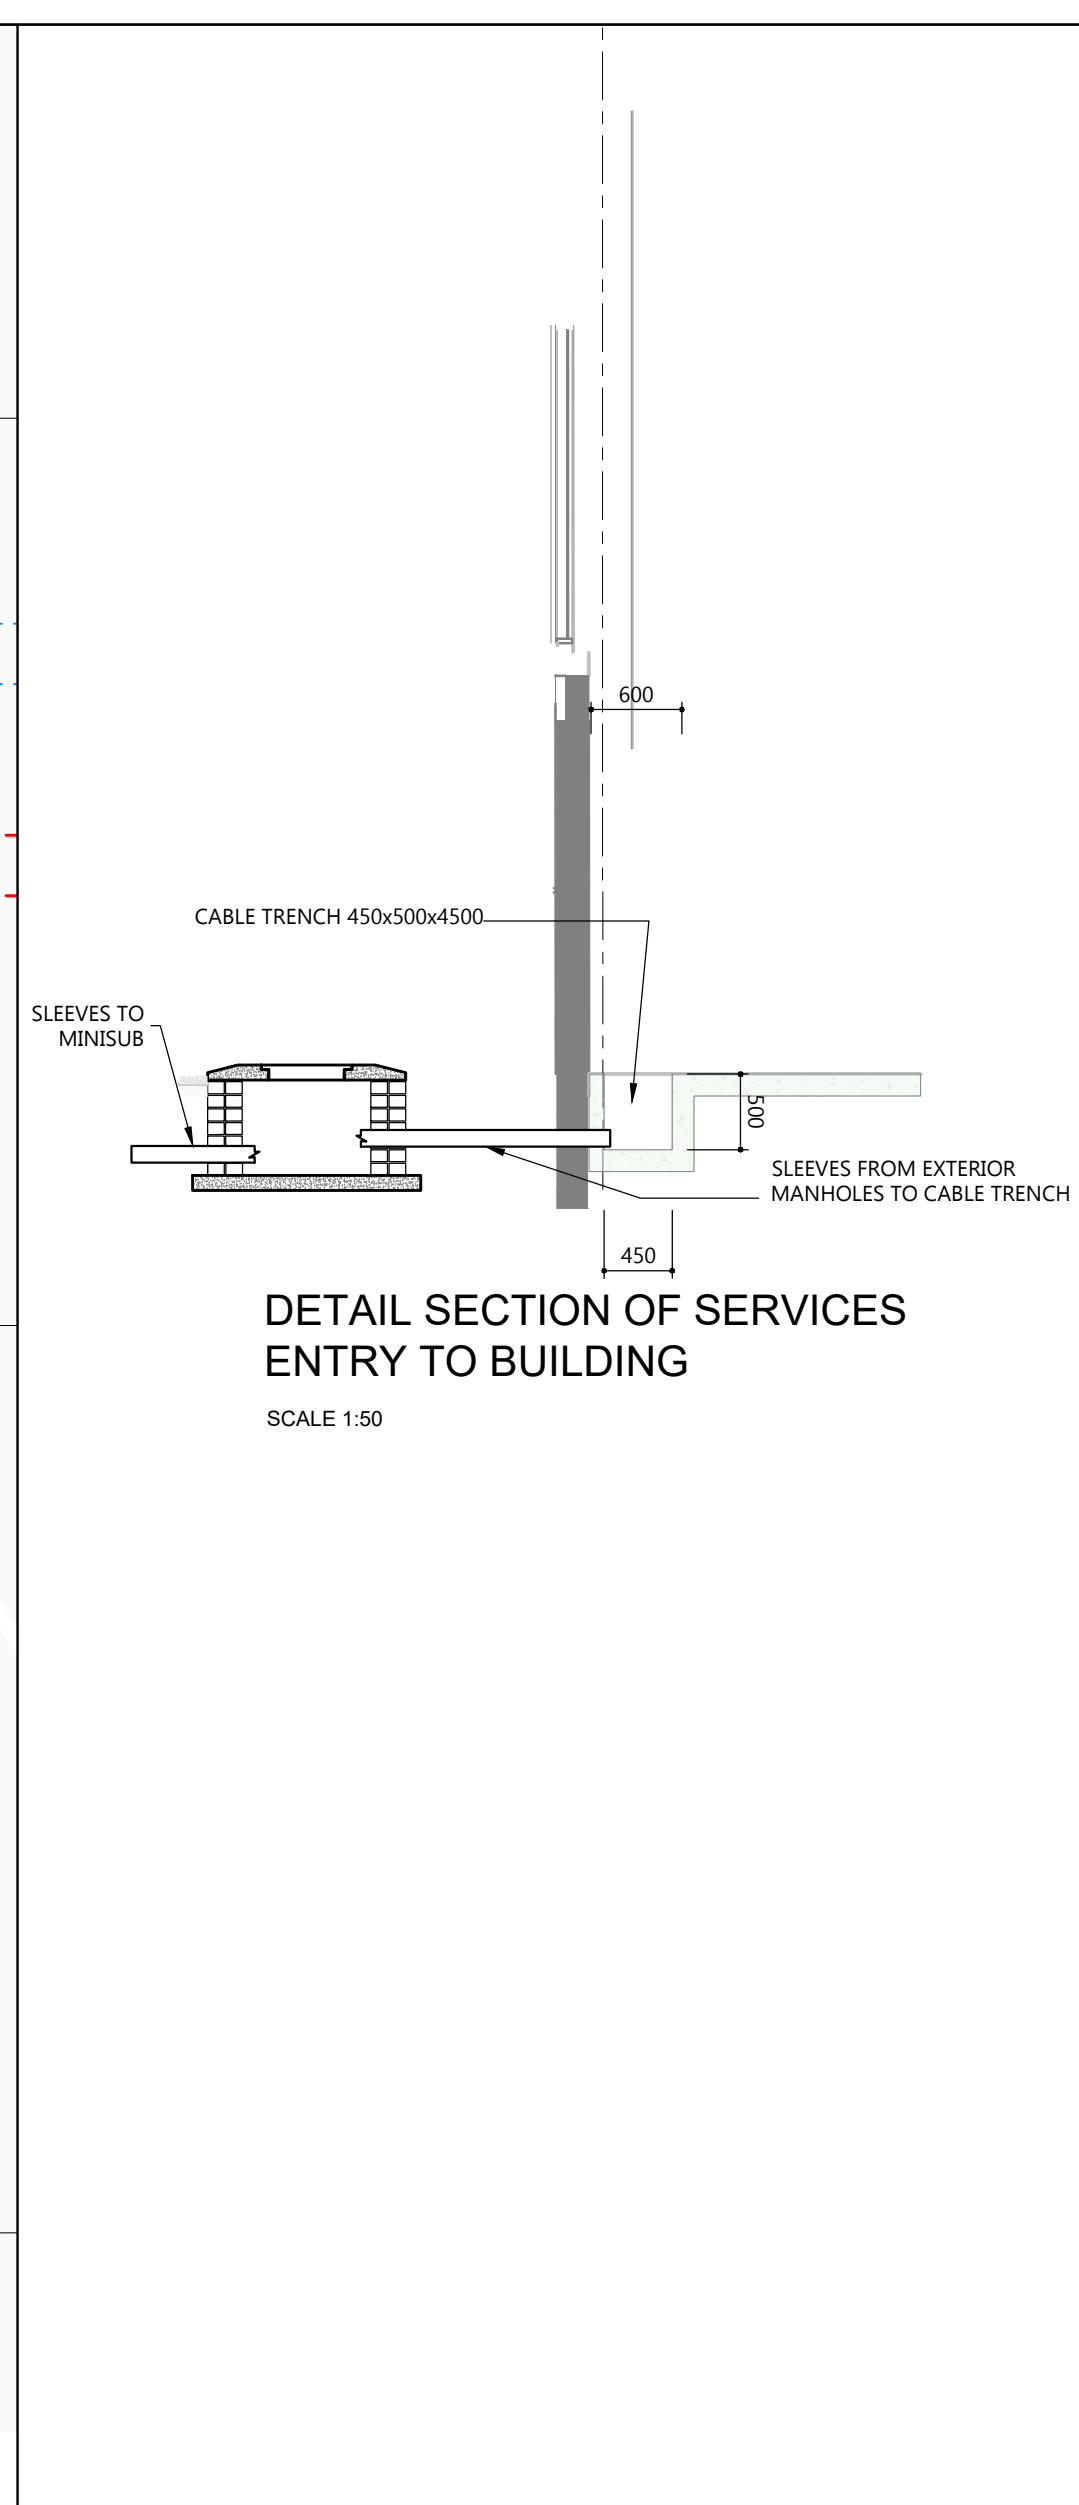 600
CABLE TRENCH 450x500x4500
SLEEVES TO
MINISUB
500
SLEEVES FROM EXTERIOR
MANHOLES TO CABLE TRENCH
450
DETAIL SECTION OF SERVICES
ENTRY TO BUILDING
SCALE 1:50